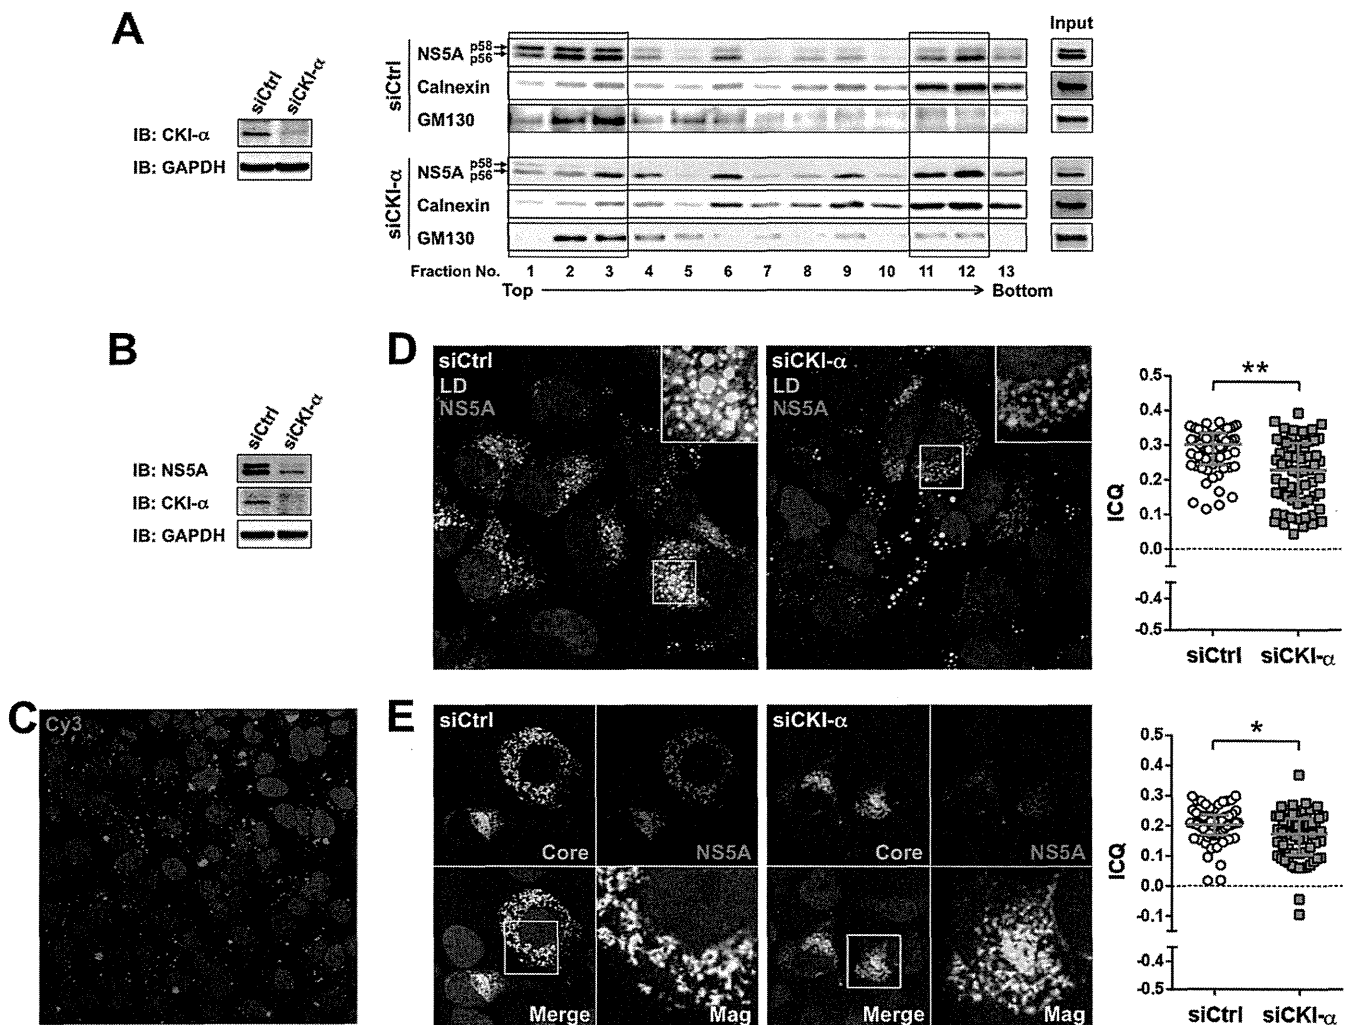 A
siCtrl
siCKI-α
IB: CKI-α
IB: GAPDH
Input
siCtrl
NS5A
p58
p56
Calnexin
GM130
siCKI-α
NS5A
p58
p56
Calnexin
GM130
Fraction No. 1 2 3 4 5 6 7 8 9 10 11 12 13
Top Bottom
B
siCtrl
siCKI-α
IB: NS5A
IB: CKI-α
IB: GAPDH
D
siCtrl
LD
NS5A
siCKI-α
LD
NS5A
**
ICQ
0.5
0.4
0.3
0.2
0.1
0.0
-0.4
-0.5
siCtrl siCKI-α
C
Cy3
E
siCtrl
Core
NS5A
Merge
Mag
siCKI-α
Core
NS5A
Merge
Mag
*
ICQ
0.5
0.4
0.3
0.2
0.1
0.0
-0.1
-0.4
-0.5
siCtrl siCKI-α